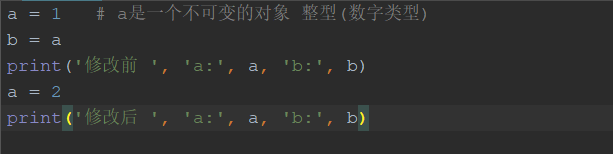 a = 1   # a是一个不可变的对象 整型(数字类型)
b = a
print('修改前 ', 'a:', a, 'b:', b)
a = 2
print('修改后 ', 'a:', a, 'b:', b)